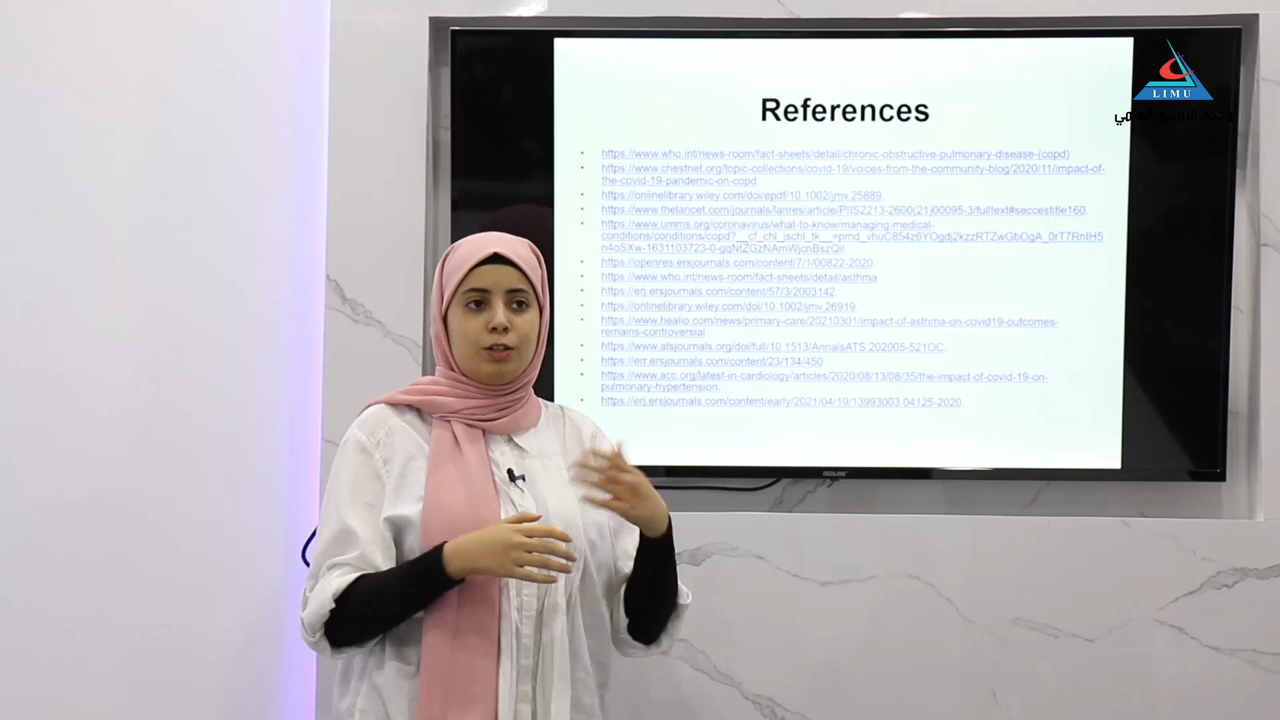 LIMU
وحدة التوثيق العلمي
References
• https://www.who.int/news-room/fact-sheets/detail/chronic-obstructive-pulmonary-disease-(copd)
• https://www.chestnet.org/topic-collections/covid-19/voices-from-the-community-blog/2020/11/impact-of-
the-covid-19-pandemic-on-copd.
• https://onlinelibrary.wiley.com/doi/epdf/10.1002/jmv.25889.
• https://www.thelancet.com/journals/lanres/article/PIIS2213-2600(21)00095-3/fulltext#seccestitle160.
• https://www.umms.org/coronavirus/what-to-know/managing-medical-
conditions/conditions/copd?__cf_chl_jschl_tk__=pmd_vhuC854z6YOgdj2kzzRTZwGbOgA_0rT7RnIH5
n4oSXw-1631103723-0-gqNtZGzNAmWjcnBszQil.
• https://openres.ersjournals.com/content/7/1/00822-2020.
• https://www.who.int/news-room/fact-sheets/detail/asthma
• https://erj.ersjournals.com/content/57/3/2003142.
• https://onlinelibrary.wiley.com/doi/10.1002/jmv.26919.
• https://www.healio.com/news/primary-care/20210301/impact-of-asthma-on-covid19-outcomes-
remains-controversial.
• https://www.atsjournals.org/doi/full/10.1513/AnnalsATS.202005-521OC.
• https://err.ersjournals.com/content/23/134/450
• https://www.acc.org/latest-in-cardiology/articles/2020/08/13/08/35/the-impact-of-covid-19-on-
pulmonary-hypertension.
• https://erj.ersjournals.com/content/early/2021/04/19/13993003.04125-2020.